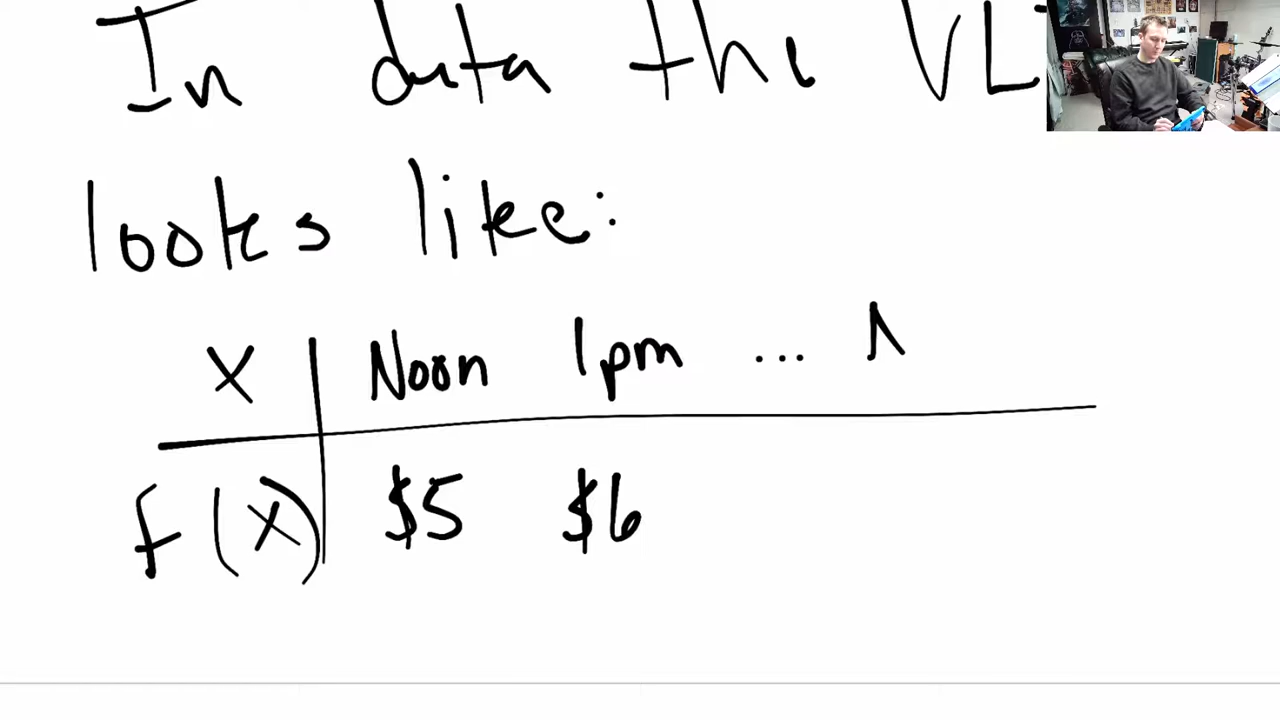 In data the VL
looks like:
x Noon 1pm ...
f(x) $5 $6